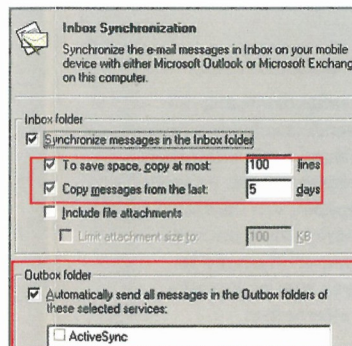 Inbox Synchronization
Synchronize the e-mail messages in Inbox on your mobile
device with either Microsoft Outlook or Microsoft Exchang
on this computer.
Inbox folder
Synchronize messages in the Inbox folder
To save space, copy at most: 100 lines
Copy messages from the last: 5 days
Include file attachments
Limit attachment size to: 100 KB
Outbox folder
Automatically send all messages in the Outbox folders of
these selected services:
ActiveSync